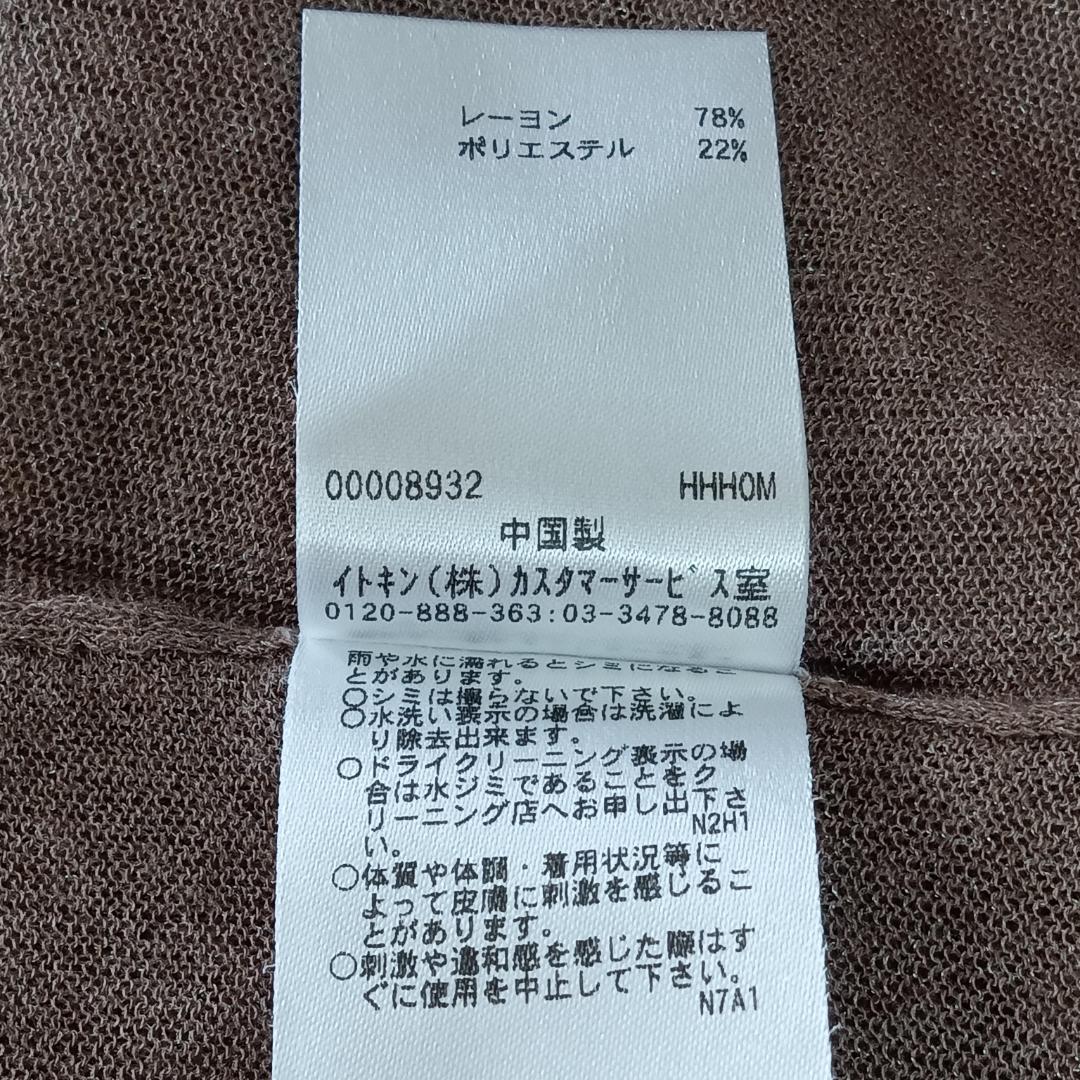 レーヨン 78%
ポリエステル 22%
00008932 HHHOM
中国製
イトキン(株)カスタマーサービス室
0120-888-363:03-3478-8088
雨や水に濡れるとシミになるこ
とがあります。
○シミは擦らないで下さい。
○水洗い表示の場合は洗濯によ
り除去出来ます。
○ドライクリーニング表示の場
合は水ジミであることをク
リーニング店へお申し出下さ
い。 N2H1
○体質や体調・着用状況等に
よって皮膚に刺激を感じるこ
とがあります。
○刺激や違和感を感じた際はす
ぐに使用を中止して下さい。
N7A1